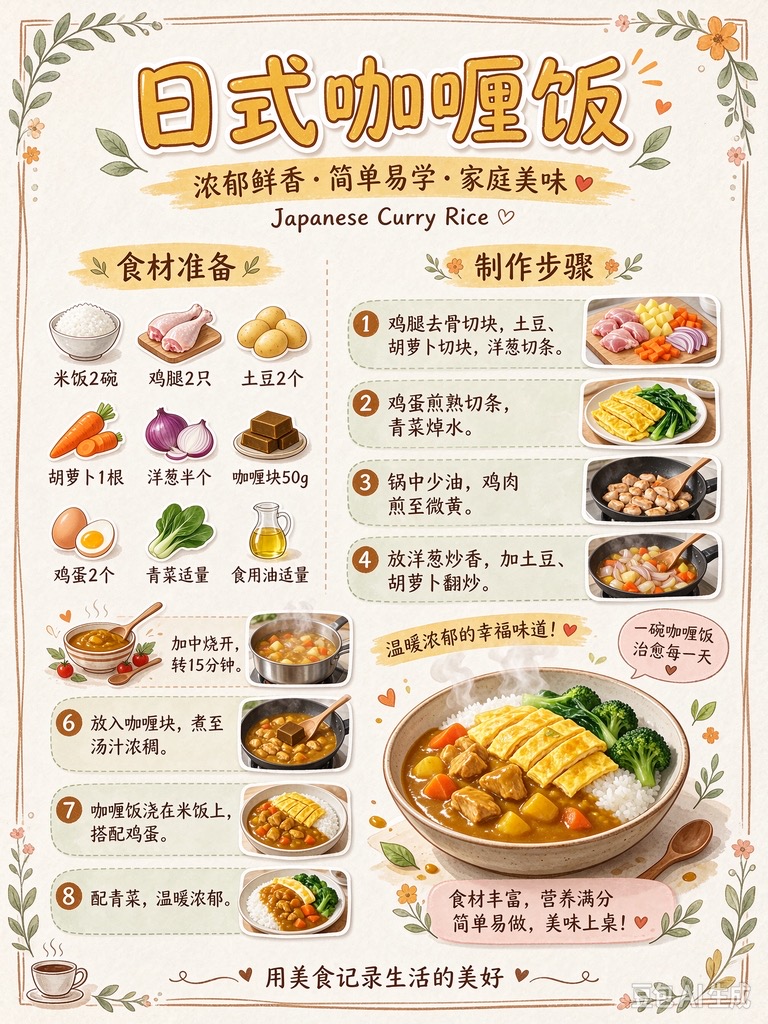 日式咖喱饭
浓郁鲜香·简单易学·家庭美味
Japanese Curry Rice
食材准备
米饭2碗
鸡腿2只
土豆2个
胡萝卜1根
洋葱半个
咖喱块50g
鸡蛋2个
青菜适量
食用油适量
制作步骤
1 鸡腿去骨切块，土豆、
胡萝卜切块，洋葱切条。
2 鸡蛋煎熟切条，
青菜焯水。
3 锅中少油，鸡肉
煎至微黄。
4 放洋葱炒香，加土豆、
胡萝卜翻炒。
加中烧开，
转15分钟。
6 放入咖喱块，煮至
汤汁浓稠。
7 咖喱饭浇在米饭上，
搭配鸡蛋。
8 配青菜，温暖浓郁。
温暖浓郁的幸福味道！
一碗咖喱饭
治愈每一天
食材丰富，营养满分
简单易做，美味上桌！
用美食记录生活的美好
豆包AI生成